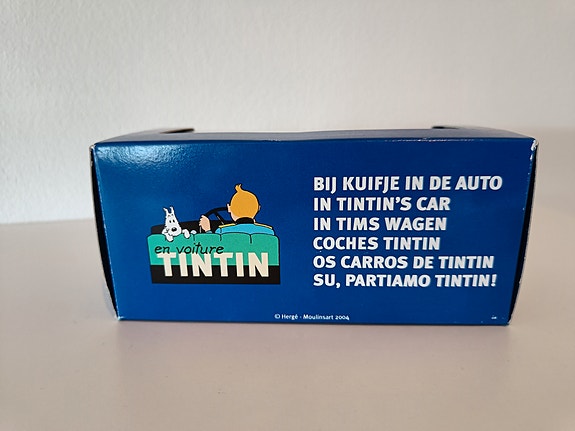 en voiture
TINTIN
BIJ KUIFJE IN DE AUTO
IN TINTIN'S CAR
IN TIMS WAGEN
COCHES TINTIN
OS CARROS DE TINTIN
SU, PARTIAMO TINTIN!
© Hergé - Moulinsart 2004